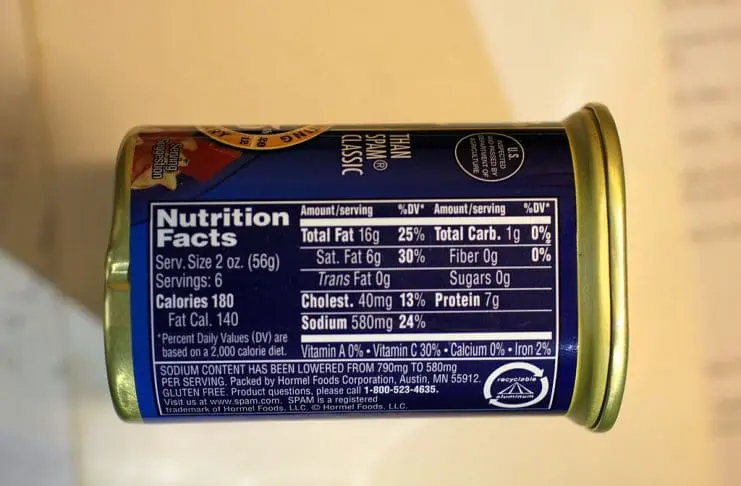 Serving
Suggestion
THAN
SPAM®
CLASSIC
U.S.
INSPECTED
AND PASSED BY
DEPARTMENT OF
AGRICULTURE
Nutrition
Facts
Serv. Size 2 oz. (56g)
Servings: 6
Calories 180
Fat Cal. 140
*Percent Daily Values (DV) are
based on a 2,000 calorie diet.
Amount/serving %DV* Amount/serving %DV*
Total Fat 16g 25% Total Carb. 1g 0%
Sat. Fat 6g 30% Fiber 0g 0%
Trans Fat 0g Sugars 0g
Cholest. 40mg 13% Protein 7g
Sodium 580mg 24%
Vitamin A 0% • Vitamin C 30% • Calcium 0% • Iron 2%
SODIUM CONTENT HAS BEEN LOWERED FROM 790mg TO 580mg
PER SERVING. Packed by Hormel Foods Corporation, Austin, MN 55912.
GLUTEN FREE. Product questions, please call 1-800-523-4635.
Visit us at www.spam.com. SPAM is a registered
trademark of Hormel Foods, LLC. © Hormel Foods, LLC.
recyclable
aluminum